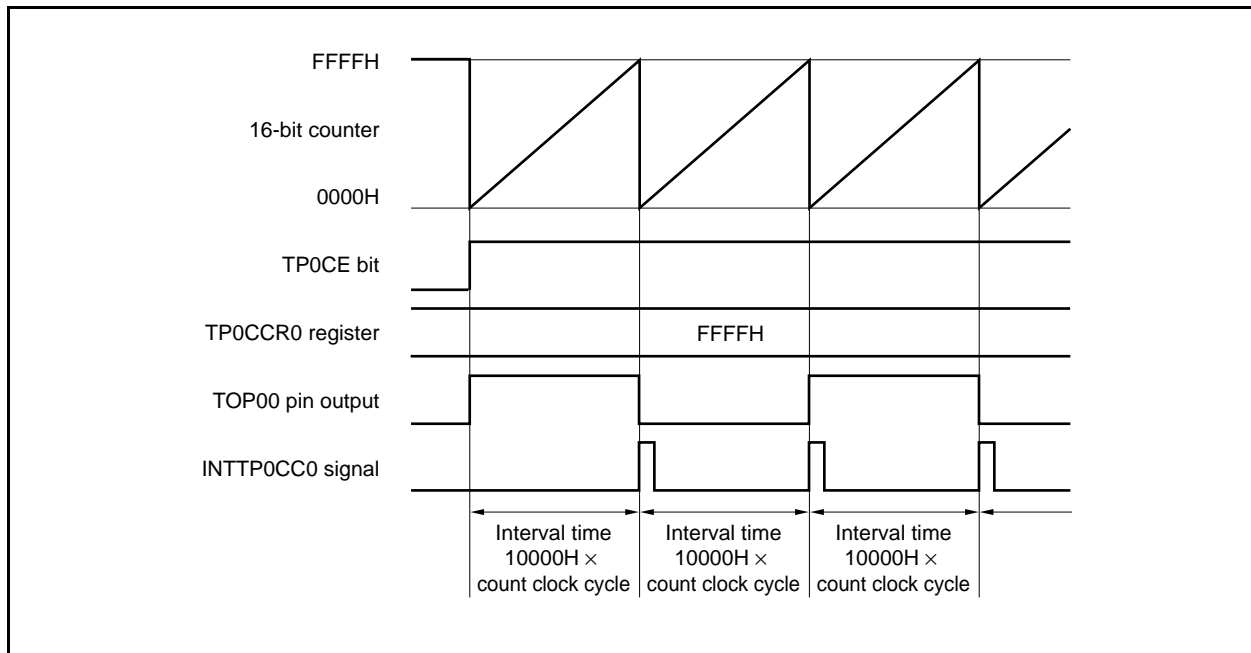 FFFFH
16-bit counter
0000H
TP0CE bit
TP0CCR0 register
FFFFH
TOP00 pin output
INTTP0CC0 signal
Interval time
10000H ×
count clock cycle
Interval time
10000H ×
count clock cycle
Interval time
10000H ×
count clock cycle